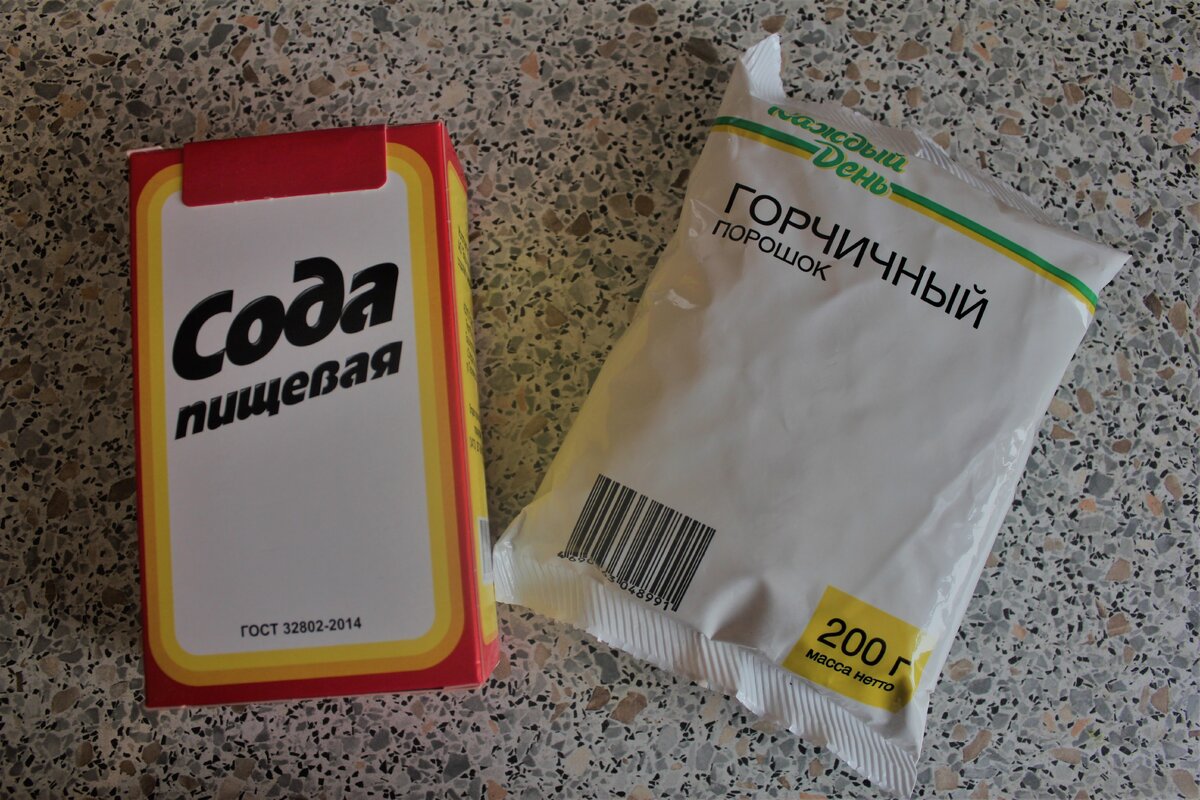 Сода
пищевая
ГОСТ 32802-2014
Каждый
День
ГОРЧИЧНЫЙ
ПОРОШОК
200 г
масса нетто